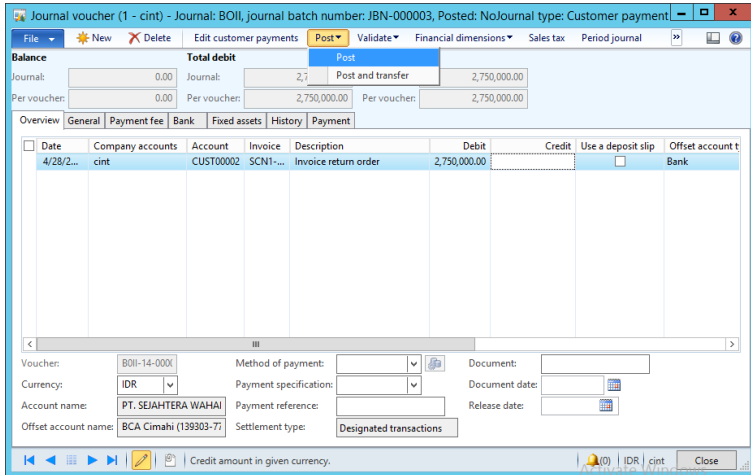 Journal voucher (1 - cint) - Journal: BOII, journal batch number: JBN-000003, Posted: NoJournal type: Customer payment
File New Delete Edit customer payments Post Validate Financial dimensions Sales tax Period journal »
Balance Total debit
Post
Post and transfer
Journal: 0.00 Journal: 2,750,000.00
Per voucher: 0.00 Per voucher: 2,750,000.00 Per voucher: 2,750,000.00
Overview General Payment fee Bank Fixed assets History Payment
Date Company accounts Account Invoice Description Debit Credit Use a deposit slip Offset account t
4/28/2... cint CUST00002 SCN1-... Invoice return order 2,750,000.00 Bank
Voucher: Method of payment: Document:
Currency: IDR Payment specification: Document date:
Account name: PT. SEJAHTERA WAHAI Payment reference: Release date:
Offset account name: BCA Cimahi (139303-77 Settlement type: Designated transactions
Credit amount in given currency. (0) IDR cint Close
Activate Windows